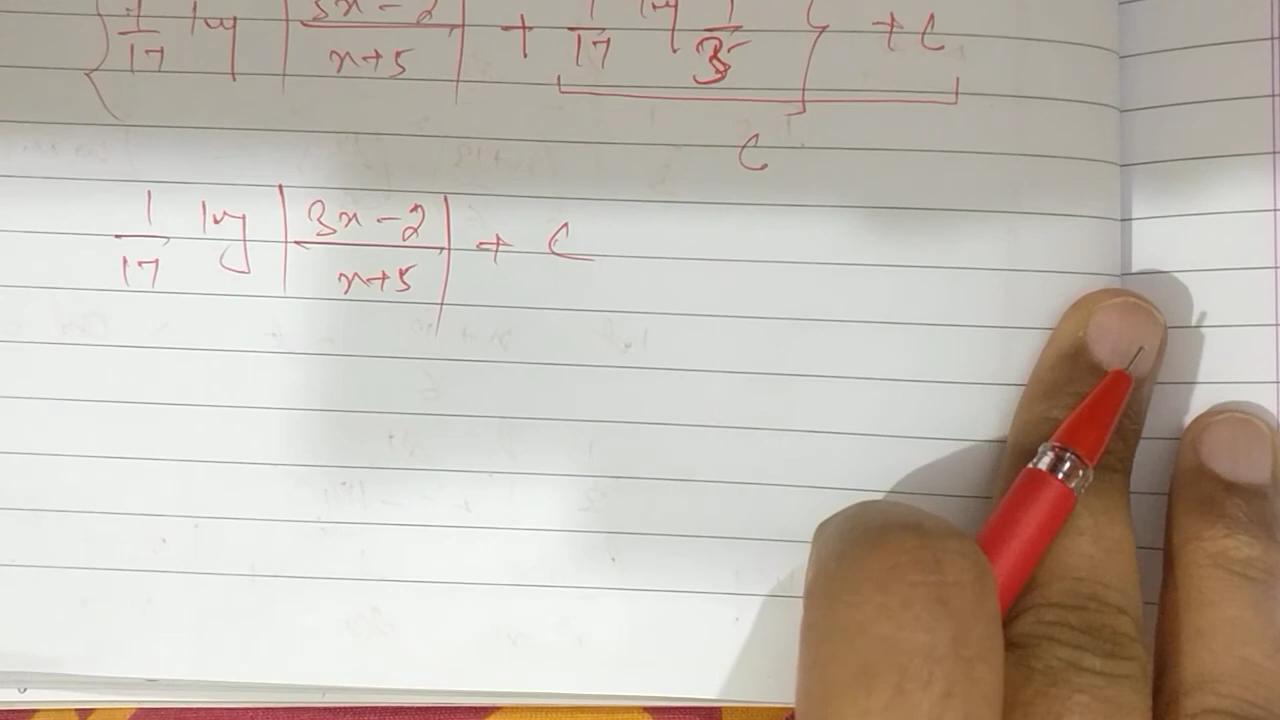 { 1/17 log |3x-2 / x+5| + 1/17 log 1/3 } + C
C
1/17 log |3x-2 / x+5| + C